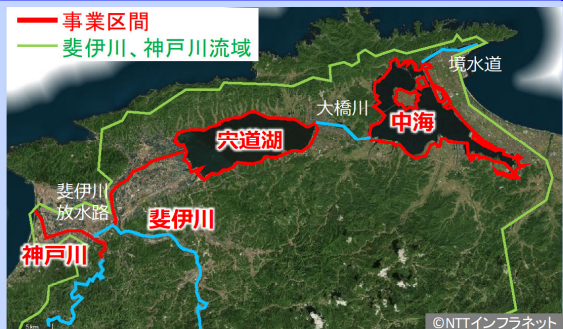 事業区間
斐伊川、神戸川流域
境水道
大橋川
中海
宍道湖
斐伊川
放水路
斐伊川
神戸川
5 km
©NTTインフラネット